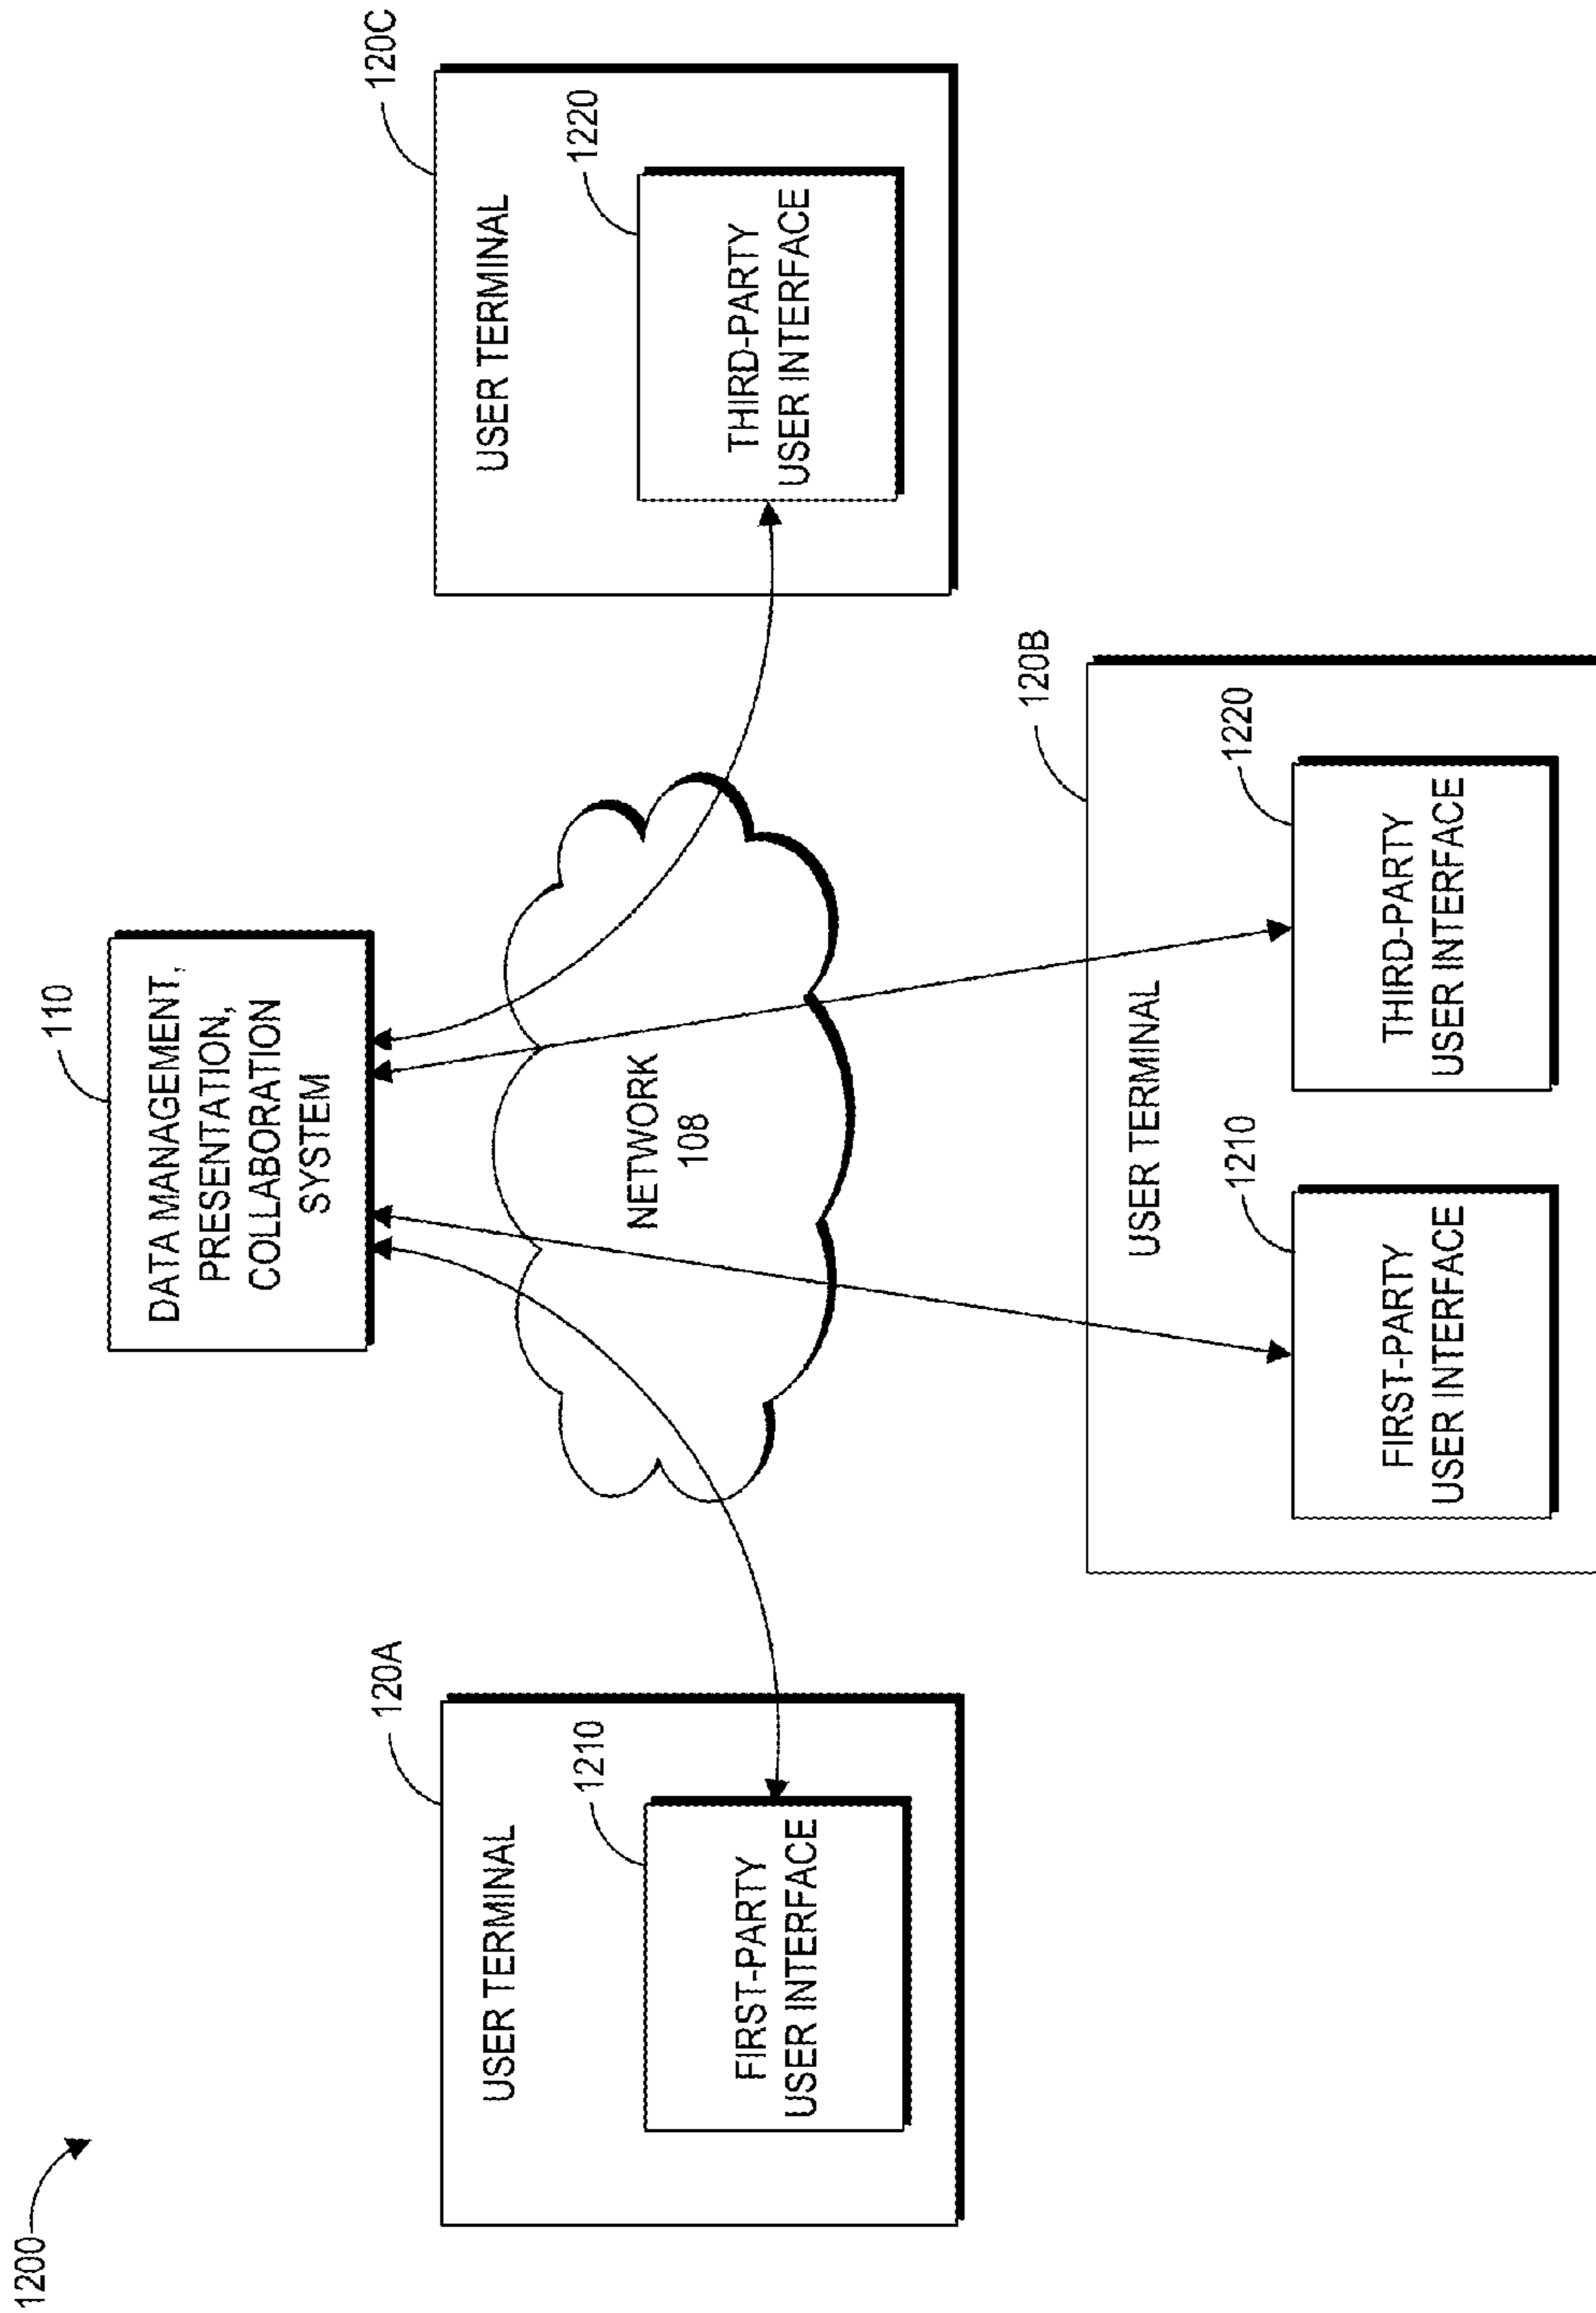 1200
110
DATA MANAGEMENT,
PRESENTATION,
COLLABORATION
SYSTEM
120A
USER TERMINAL
1210
FIRST-PARTY
USER INTERFACE
NETWORK
108
120C
USER TERMINAL
1220
THIRD-PARTY
USER INTERFACE
120B
USER TERMINAL
1210
FIRST-PARTY
USER INTERFACE
1220
THIRD-PARTY
USER INTERFACE